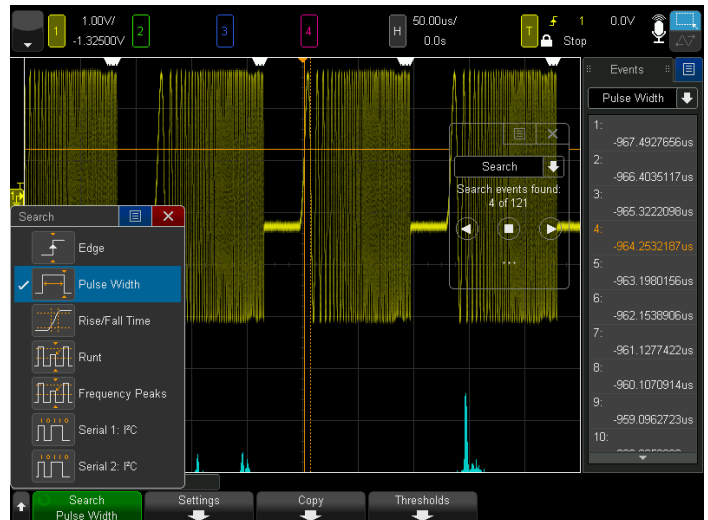 1
1.00V/
-1.32500V
2
3
4
H
50.00us/
0.0s
T
1
0.0V
Stop
Events
Pulse Width
1:
-967.4927656us
2:
-966.4035117us
3:
-965.3222098us
4:
-964.2532187us
5:
-963.1980156us
6:
-962.1538906us
7:
-961.1277422us
8:
-960.1070914us
9:
-959.0962723us
10:
Search
Search events found:
4 of 121
...
Search
Edge
Pulse Width
Rise/Fall Time
Runt
Frequency Peaks
Serial 1: I²C
Serial 2: I²C
Search
Pulse Width
Settings
Copy
Thresholds